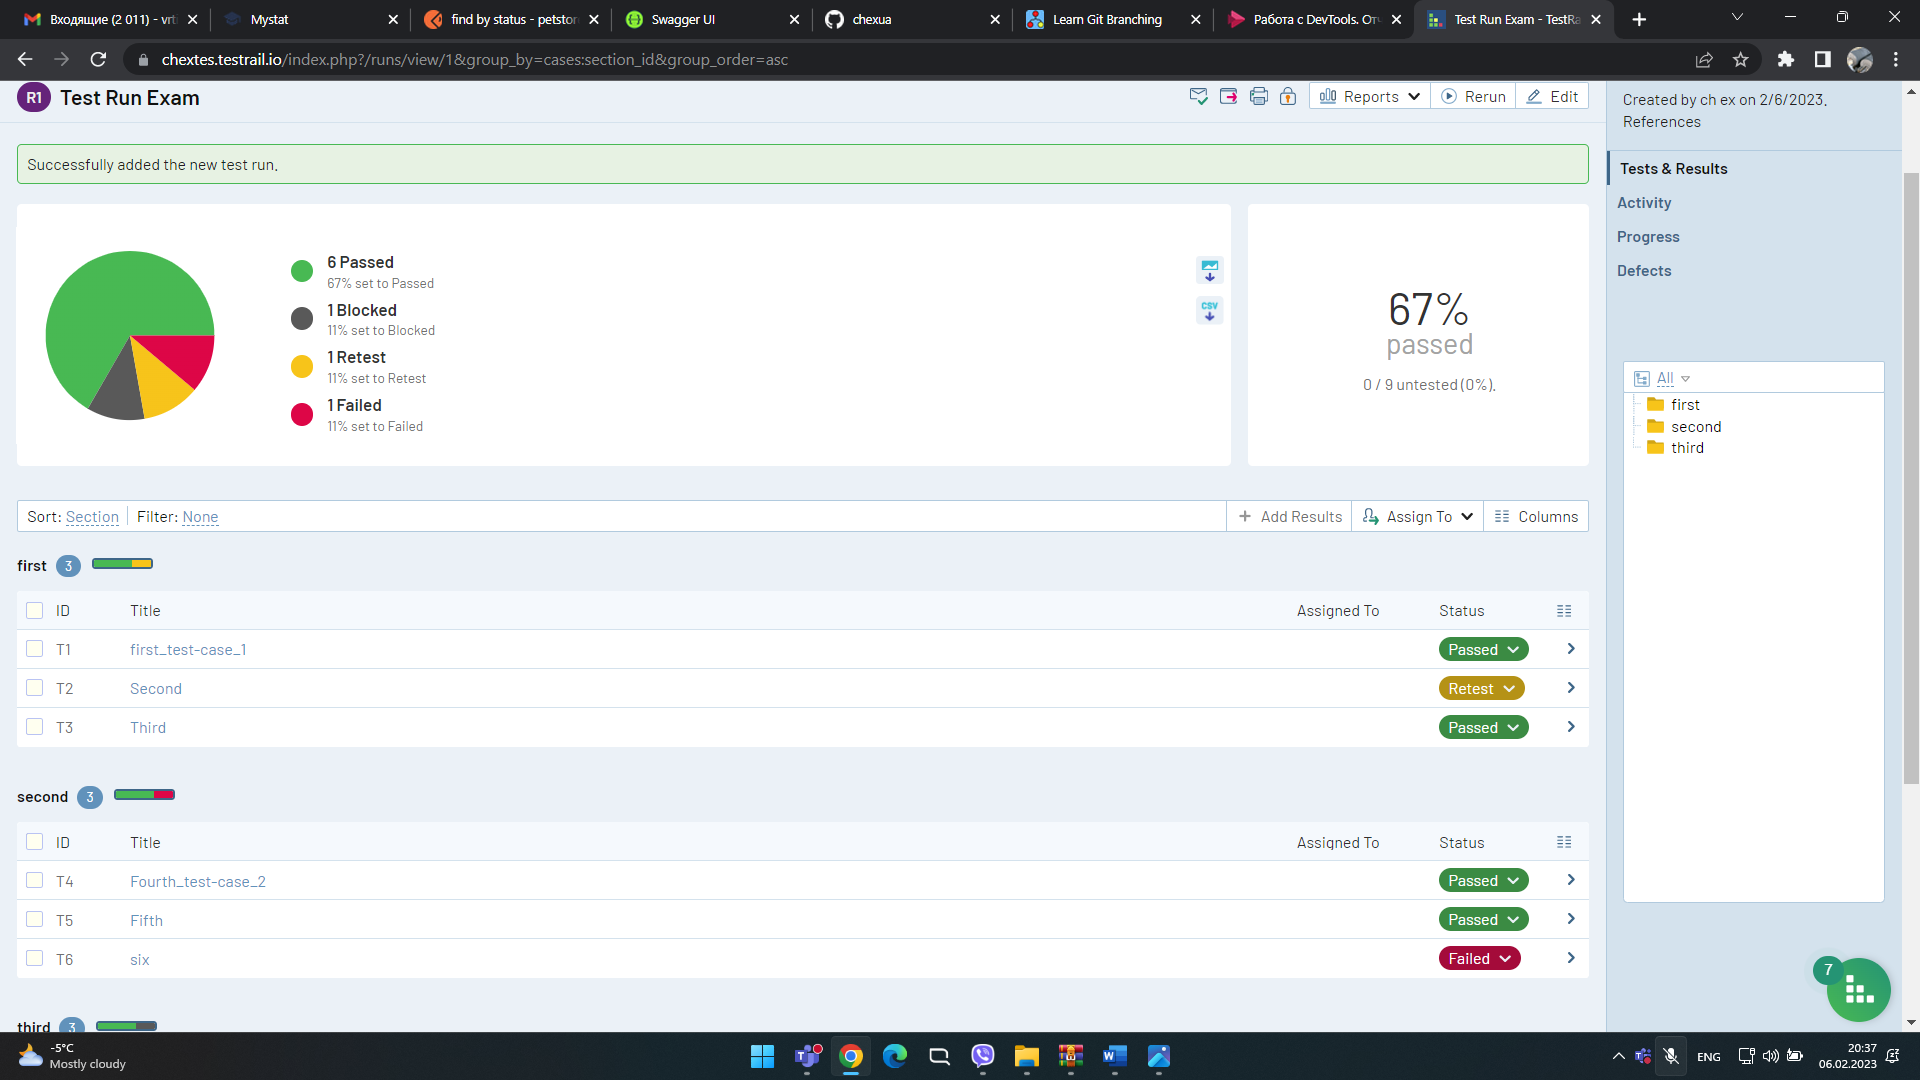 Входящие (2 011) - vrt
Mystat
find by status - petstor
Swagger UI
chexua
Learn Git Branching
Работа с DevTools. От
Test Run Exam - TestRa
chextes.testrail.io/index.php?/runs/view/1&group_by=cases:section_id&group_order=asc
R1 Test Run Exam
Reports
Rerun
Edit
Created by ch ex on 2/6/2023.
References
Successfully added the new test run.
Tests & Results
Activity
Progress
Defects
6 Passed
67% set to Passed
1 Blocked
11% set to Blocked
1 Retest
11% set to Retest
1 Failed
11% set to Failed
CSV
67%
passed
0 / 9 untested (0%).
All
first
second
third
Sort: Section Filter: None
Add Results
Assign To
Columns
first 3
ID Title Assigned To Status
T1 first_test-case_1 Passed
T2 Second Retest
T3 Third Passed
second 3
ID Title Assigned To Status
T4 Fourth_test-case_2 Passed
T5 Fifth Passed
T6 six Failed
7
third 3
-5°C
Mostly cloudy
ENG
20:37
06.02.2023